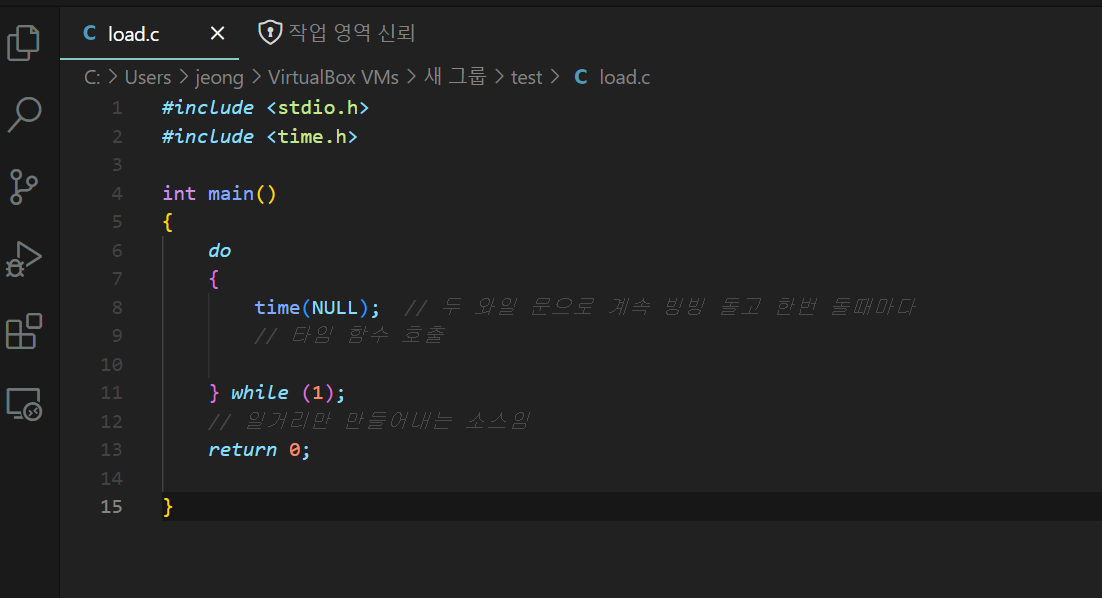 C load.c × 작업 영역 신뢰
C: > Users > jeong > VirtualBox VMs > 새 그룹 > test > C load.c
1 #include <stdio.h>
2 #include <time.h>
3
4 int main()
5 {
6 do
7 {
8 time(NULL); // 두 와일 문으로 계속 빙빙 돌고 한번 돌때마다
9 // 타임 함수 호출
10
11 } while (1);
12 // 일거리만 만들어내는 소스임
13 return 0;
14
15 }